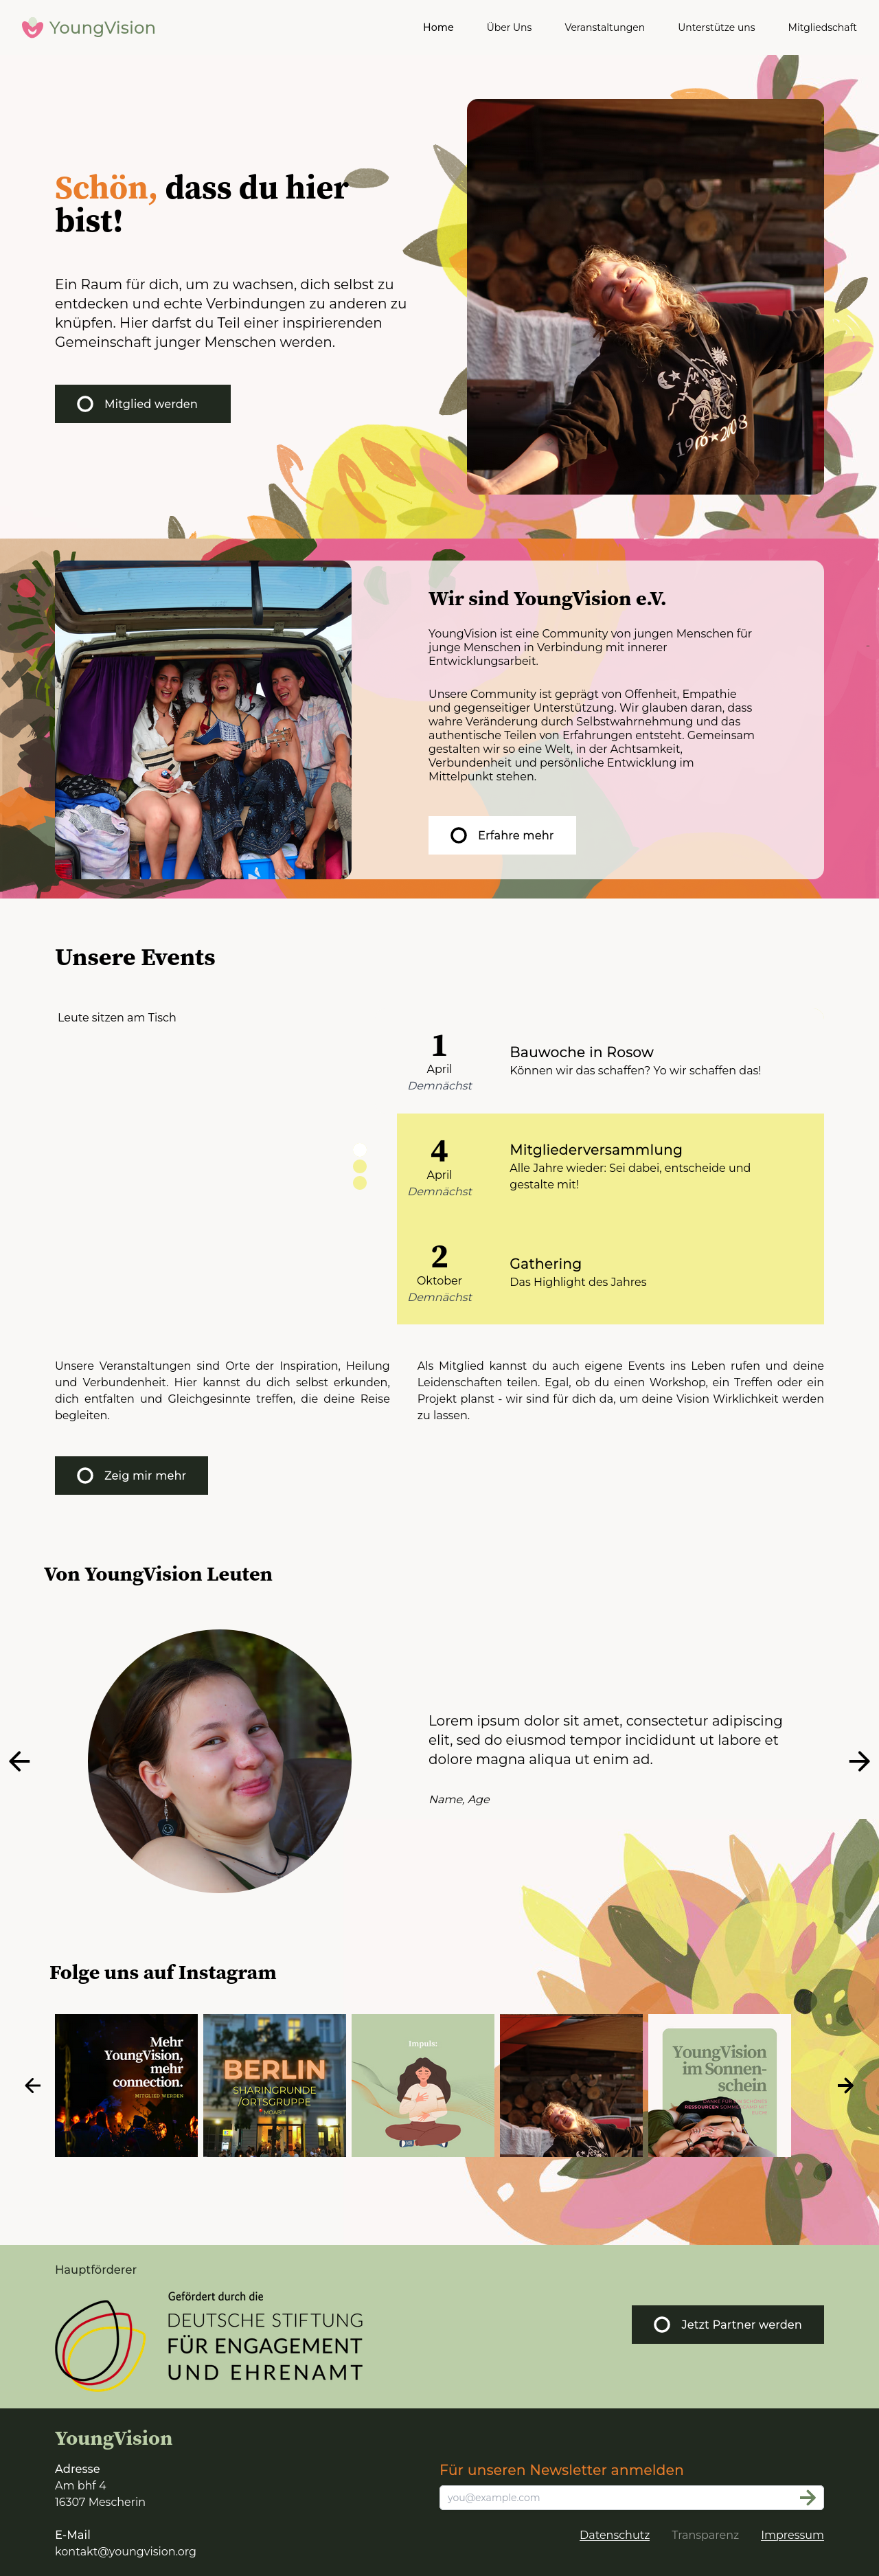 YoungVision
Home
Über Uns
Veranstaltungen
Unterstütze uns
Mitgliedschaft
Schön, dass du hier
bist!
Ein Raum für dich, um zu wachsen, dich selbst zu
entdecken und echte Verbindungen zu anderen zu
knüpfen. Hier darfst du Teil einer inspirierenden
Gemeinschaft junger Menschen werden.
Mitglied werden
Wir sind YoungVision e.V.
YoungVision ist eine Community von jungen Menschen für
junge Menschen in Verbindung mit innerer
Entwicklungsarbeit.
Unsere Community ist geprägt von Offenheit, Empathie
und gegenseitiger Unterstützung. Wir glauben daran, dass
wahre Veränderung durch Selbstwahrnehmung und das
authentische Teilen von Erfahrungen entsteht. Gemeinsam
gestalten wir so eine Welt, in der Achtsamkeit,
Verbundenheit und persönliche Entwicklung im
Mittelpunkt stehen.
Erfahre mehr
Unsere Events
Leute sitzen am Tisch
1
April
Demnächst
Bauwoche in Rosow
Können wir das schaffen? Yo wir schaffen das!
4
April
Demnächst
Mitgliederversammlung
Alle Jahre wieder: Sei dabei, entscheide und
gestalte mit!
2
Oktober
Demnächst
Gathering
Das Highlight des Jahres
Unsere Veranstaltungen sind Orte der Inspiration, Heilung
und Verbundenheit. Hier kannst du dich selbst erkunden,
dich entfalten und Gleichgesinnte treffen, die deine Reise
begleiten.
Als Mitglied kannst du auch eigene Events ins Leben rufen und deine
Leidenschaften teilen. Egal, ob du einen Workshop, ein Treffen oder ein
Projekt planst - wir sind für dich da, um deine Vision Wirklichkeit werden
zu lassen.
Zeig mir mehr
Von YoungVision Leuten
Lorem ipsum dolor sit amet, consectetur adipiscing
elit, sed do eiusmod tempor incididunt ut labore et
dolore magna aliqua ut enim ad.
Name, Age
Folge uns auf Instagram
Mehr
YoungVision,
mehr
connection.
MITGLIED WERDEN
BERLIN
SHARINGRUNDE
/ORTSGRUPPE
MOABIT
Impuls:
YoungVision
im Sonnen-
schein
RESSOURCEN
Hauptförderer
Gefördert durch die
DEUTSCHE STIFTUNG
FÜR ENGAGEMENT
UND EHRENAMT
Jetzt Partner werden
YoungVision
Adresse
Am bhf 4
16307 Mescherin
E-Mail
kontakt@youngvision.org
Für unseren Newsletter anmelden
you@example.com
Datenschutz
Transparenz
Impressum